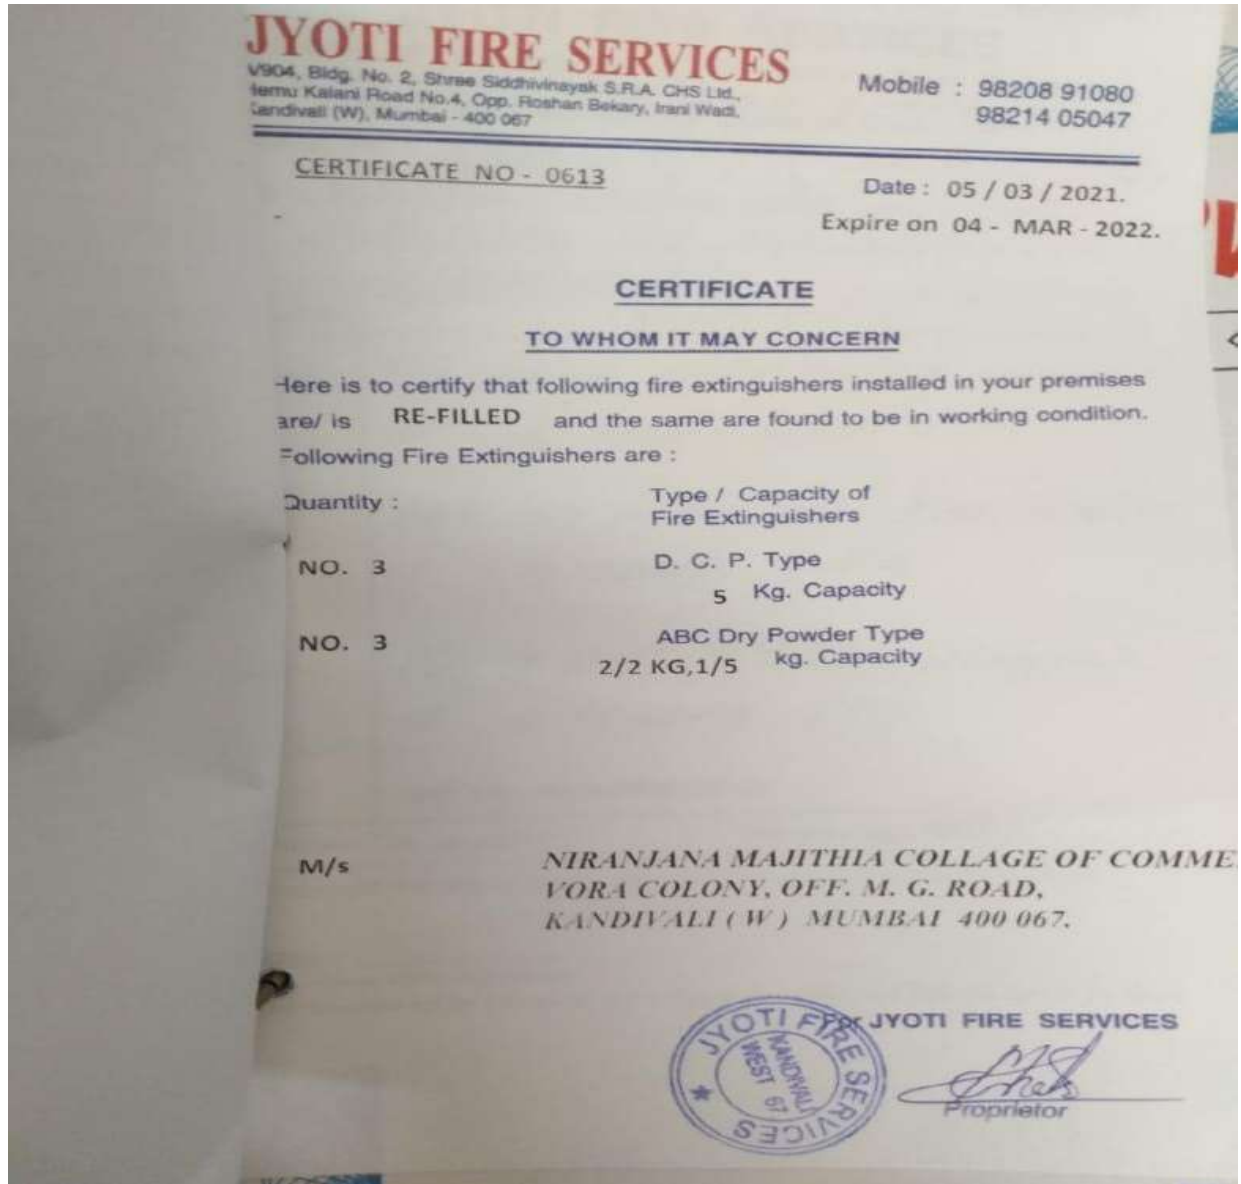 JYOTI FIRE SERVICES
V904, Bldg. No. 2, Shree Siddhivinayak S.R.A. CHS Ltd.,
Hemu Kalani Road No.4, Opp. Roshan Bekary, Irani Wadi,
Kandivali (W), Mumbai - 400 067
Mobile : 98208 91080
98214 05047
CERTIFICATE NO - 0613
Date : 05 / 03 / 2021.
Expire on 04 - MAR - 2022.
CERTIFICATE
TO WHOM IT MAY CONCERN
Here is to certify that following fire extinguishers installed in your premises
are/ is RE-FILLED and the same are found to be in working condition.
Following Fire Extinguishers are :
Quantity : Type / Capacity of
Fire Extinguishers
NO. 3 D. C. P. Type
5 Kg. Capacity
NO. 3 ABC Dry Powder Type
2/2 KG,1/5 kg. Capacity
M/s NIRANJANA MAJITHIA COLLAGE OF COMME
VORA COLONY, OFF. M. G. ROAD,
KANDIVALI ( W ) MUMBAI 400 067.
For JYOTI FIRE SERVICES
JYOTI FIRE SERVICES
KANDIVALI
WEST 67
Proprietor